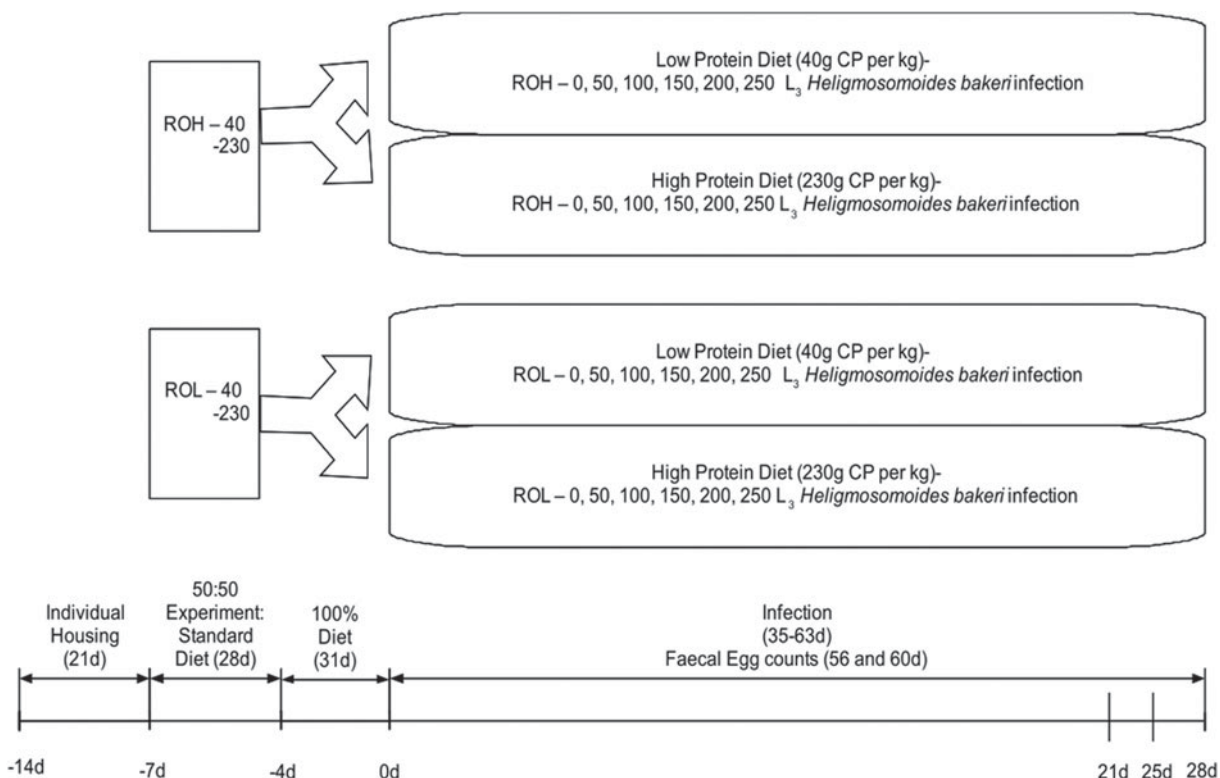 ROH – 40
-230
Low Protein Diet (40g CP per kg)-
ROH – 0, 50, 100, 150, 200, 250 L3 Heligmosomoides bakeri infection
High Protein Diet (230g CP per kg)-
ROH – 0, 50, 100, 150, 200, 250 L3 Heligmosomoides bakeri infection
ROL – 40
-230
Low Protein Diet (40g CP per kg)-
ROL – 0, 50, 100, 150, 200, 250 L3 Heligmosomoides bakeri infection
High Protein Diet (230g CP per kg)-
ROL – 0, 50, 100, 150, 200, 250 L3 Heligmosomoides bakeri infection
Individual
Housing
(21d)
50:50
Experiment:
Standard
Diet (28d)
100%
Diet
(31d)
Infection
(35-63d)
Faecal Egg counts (56 and 60d)
-14d -7d -4d 0d 21d 25d 28d